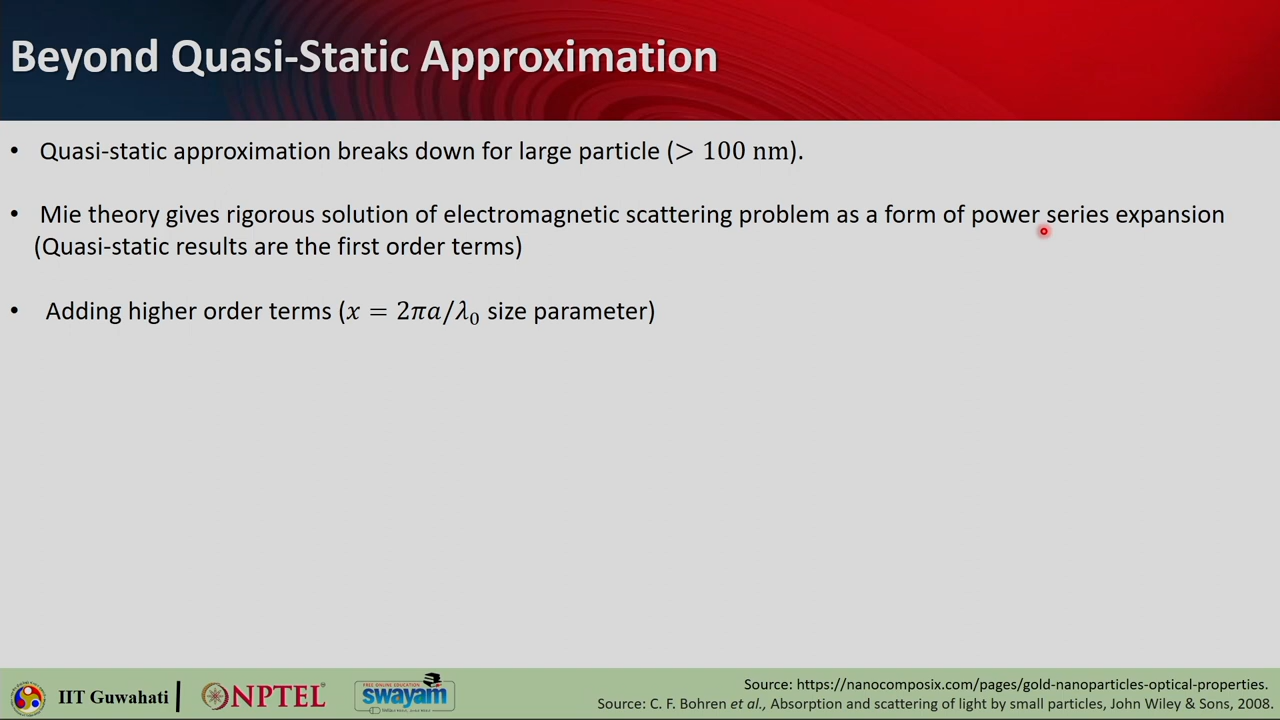 Beyond Quasi-Static Approximation
• Quasi-static approximation breaks down for large particle (> 100 nm).
• Mie theory gives rigorous solution of electromagnetic scattering problem as a form of power series expansion
(Quasi-static results are the first order terms)
• Adding higher order terms (x = 2πa/λ₀ size parameter)
IIT Guwahati
NPTEL
FREE ONLINE EDUCATION
swayam
Source: https://nanocomposix.com/pages/gold-nanoparticles-optical-properties.
Source: C. F. Bohren et al., Absorption and scattering of light by small particles, John Wiley & Sons, 2008.